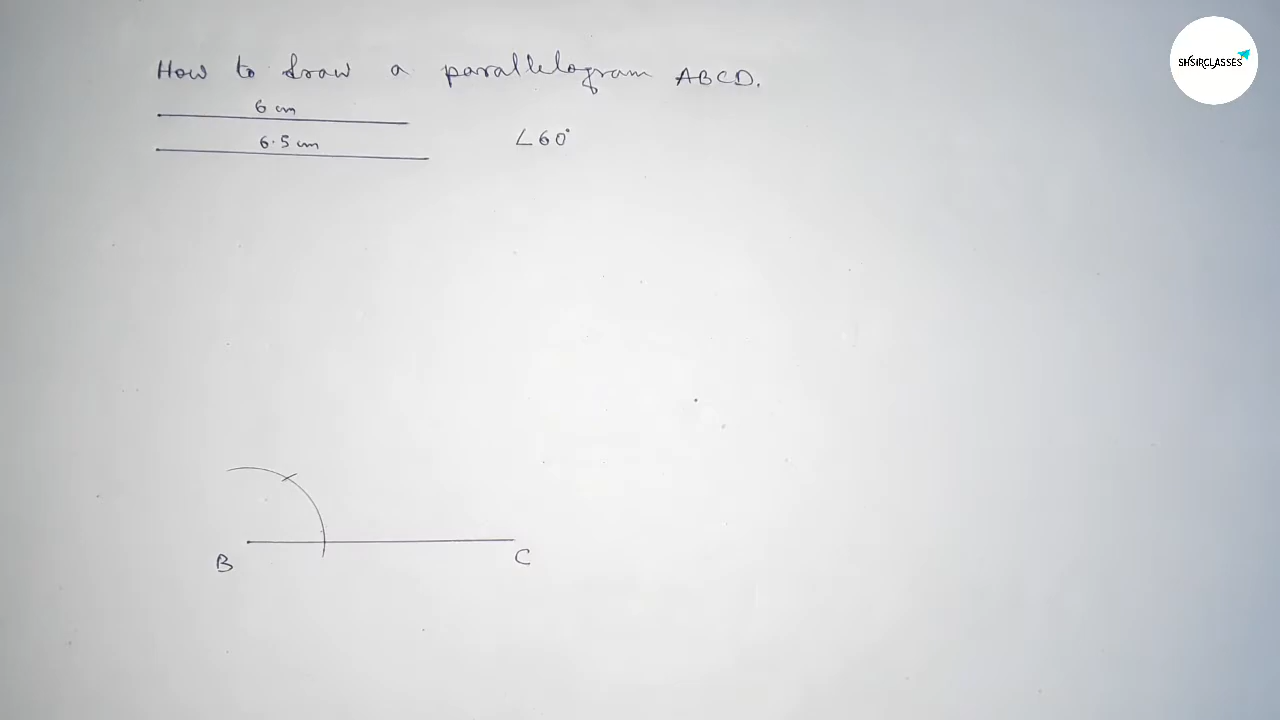 How to draw a parallelogram ABCD.
6 cm
6.5 cm ∠60°
B C
SHSIRCLASSES